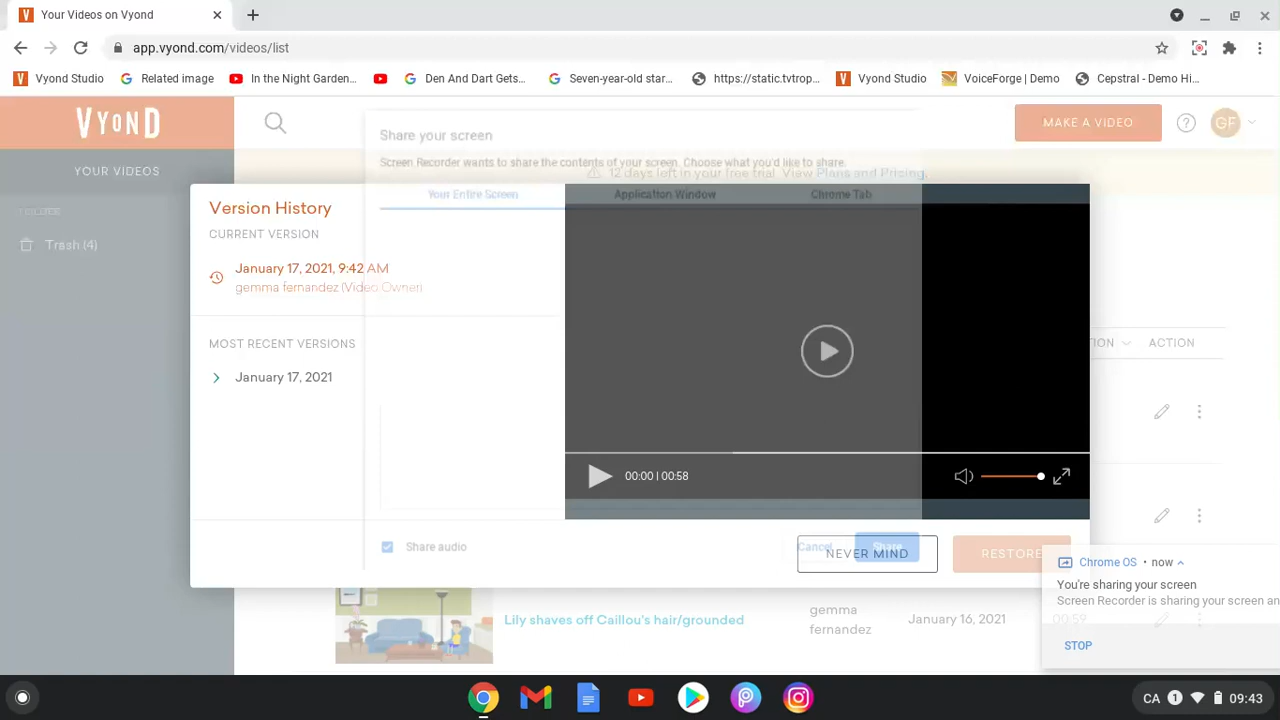 Your Videos on Vyond
app.vyond.com/videos/list
Vyond Studio
Related image
In the Night Garden...
Den And Dart Gets...
Seven-year-old star...
https://static.tvtrop...
Vyond Studio
VoiceForge | Demo
Cepstral - Demo Hi...
VYOND
MAKE A VIDEO
?
GF
Share your screen
Screen Recorder wants to share the contents of your screen. Choose what you'd like to share.
YOUR VIDEOS
12 days left in your free trial. View Plans and Pricing.
Your Entire Screen
Application Window
Chrome Tab
Version History
CURRENT VERSION
Trash (4)
January 17, 2021, 9:42 AM
gemma fernandez (Video Owner)
MOST RECENT VERSIONS
ACTION
January 17, 2021
00:00 | 00:58
Share audio
Cancel
Share
NEVER MIND
RESTORE
Chrome OS • now
You're sharing your screen
Screen Recorder is sharing your screen an
STOP
Lily shaves off Caillou's hair/grounded
gemma
fernandez
January 16, 2021
00:59
CA
1
09:43